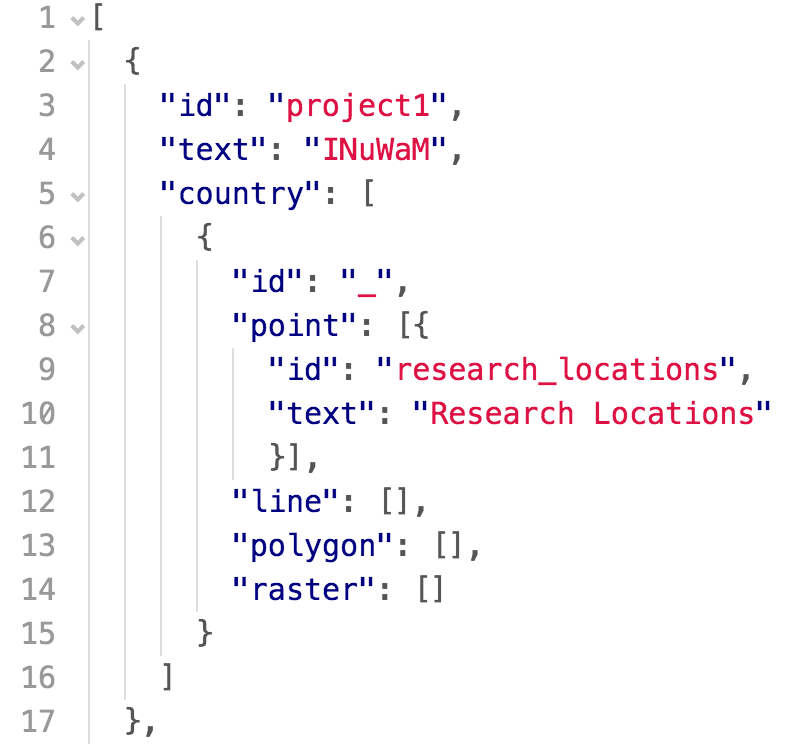 1 [
2 {
3 "id": "project1",
4 "text": "INuWaM",
5 "country": [
6 {
7 "id": "_",
8 "point": [{
9 "id": "research_locations",
10 "text": "Research Locations"
11 }],
12 "line": [],
13 "polygon": [],
14 "raster": []
15 }
16 ]
17 },